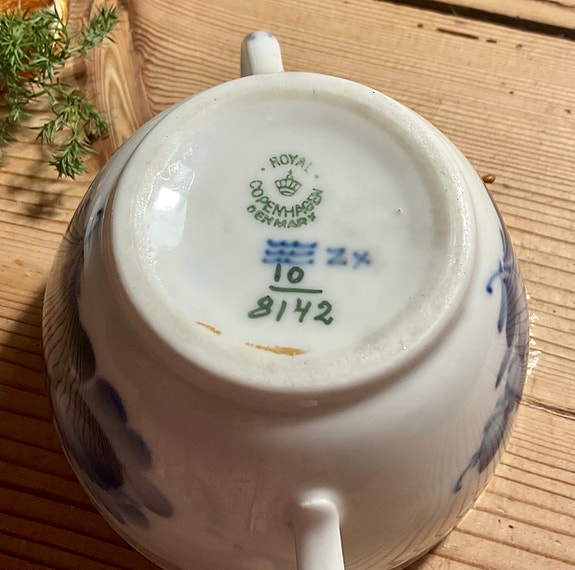 ROYAL
COPENHAGEN
DENMARK
Zx
10
8142